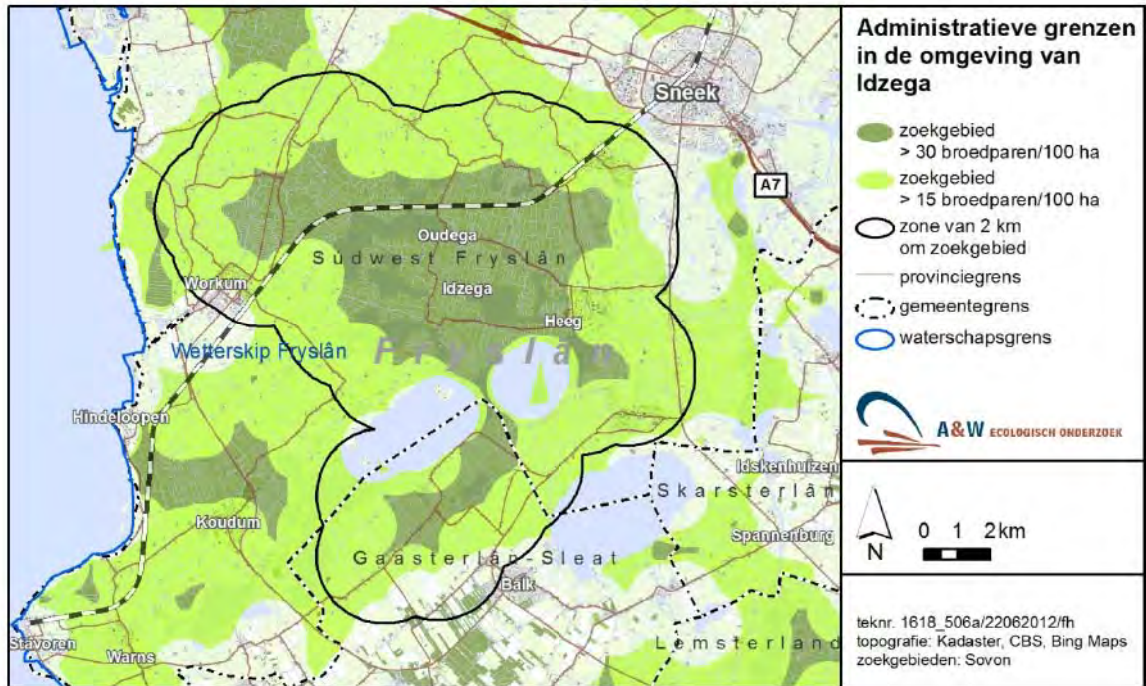 Administratieve grenzen
in de omgeving van
Idzega
zoekgebied
> 30 broedparen/100 ha
zoekgebied
> 15 broedparen/100 ha
zone van 2 km
om zoekgebied
provinciegrens
gemeentegrens
waterschapsgrens
A&W ECOLOGISCH ONDERZOEK
N
0 1 2 km
teknr. 1618_506a/22062012/fh
topografie: Kadaster, CBS, Bing Maps
zoekgebieden: Sovon
Sneek
A7
Oudega
Súdwest Fryslân
Workum
Idzega
Heeg
Wetterskip Fryslân
Fryslân
Hindeloopen
Idskenhuizen
Skarsterlân
Koudum
Spannenburg
Gaasterlân-Sleat
Balk
Stavoren
Warns
Lemsterland